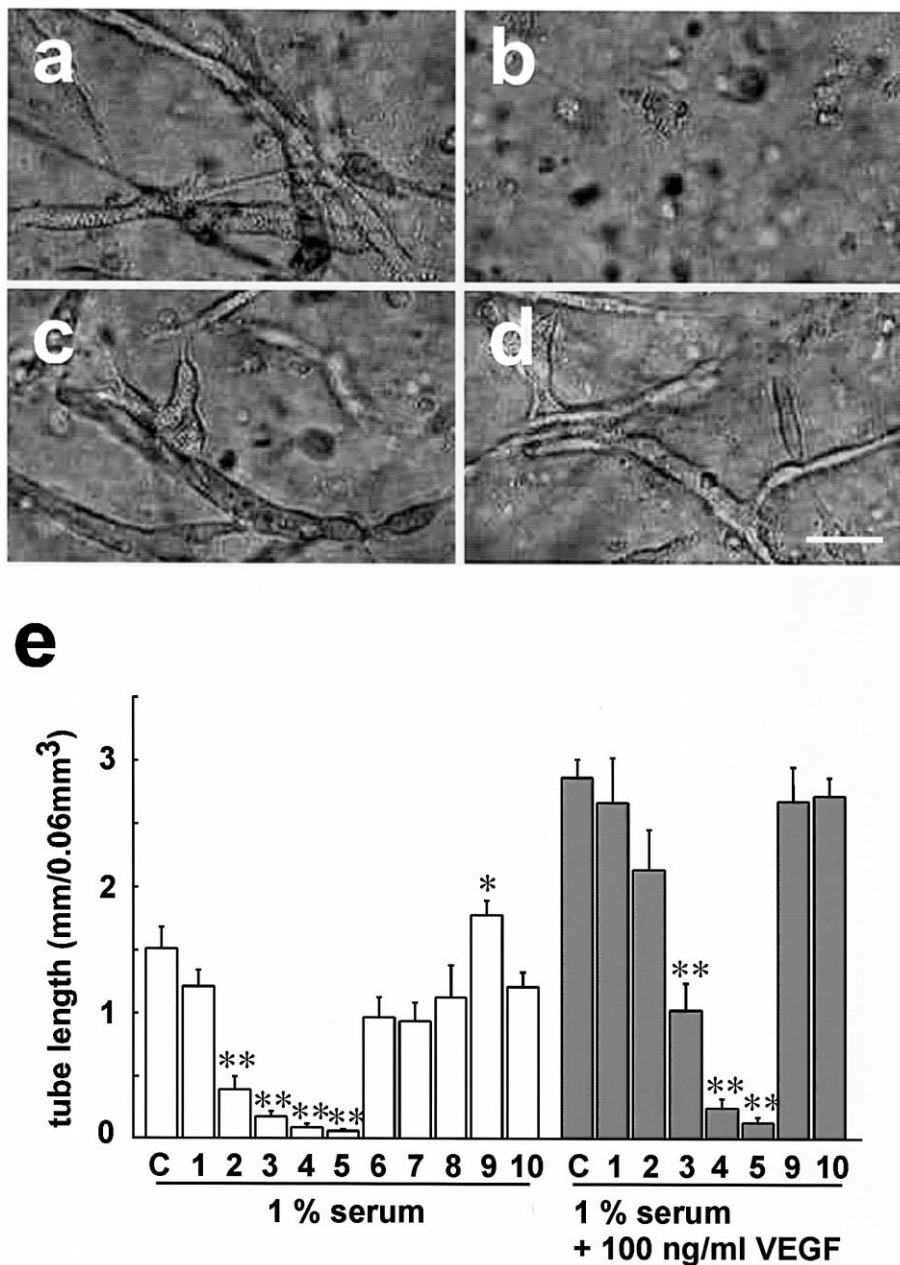 a
b
c
d
e
tube length (mm/0.06mm³)
3
2
1
0
**
**
**
**
*
**
**
**
C 1 2 3 4 5 6 7 8 9 10 C 1 2 3 4 5 9 10
1 % serum
1 % serum
+ 100 ng/ml VEGF